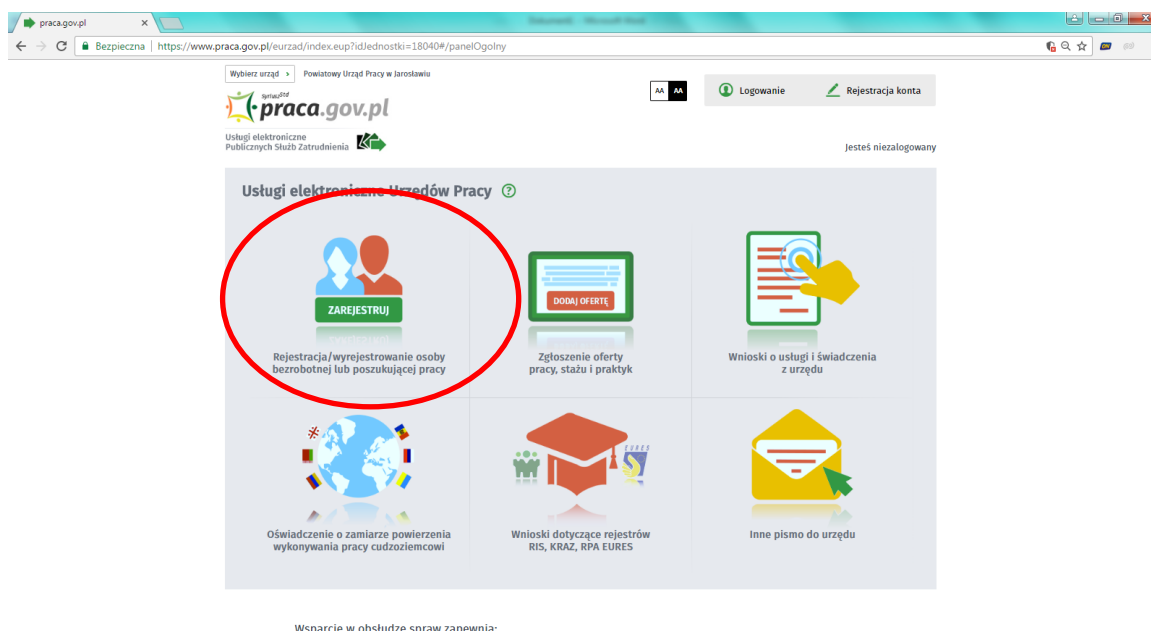 praca.gov.pl
Bezpieczna | https://www.praca.gov.pl/eurzad/index.eup?idJednostki=18040#/panelOgolny
Wybierz urząd › Powiatowy Urząd Pracy w Jarosławiu
AA AA
Logowanie
Rejestracja konta
praca.gov.pl
Usługi elektroniczne
Publicznych Służb Zatrudnienia
Jesteś niezalogowany
Usługi elektroniczne Urzędów Pracy ?
ZAREJESTRUJ
Rejestracja/wyrejestrowanie osoby
bezrobotnej lub poszukującej pracy
DODAJ OFERTĘ
Zgłoszenie oferty
pracy, stażu i praktyk
Wnioski o usługi i świadczenia
z urzędu
Oświadczenie o zamiarze powierzenia
wykonywania pracy cudzoziemcowi
EURES
Wnioski dotyczące rejestrów
RIS, KRAZ, RPA EURES
Inne pismo do urzędu
Wsparcie w obsłudze spraw zapewnia: